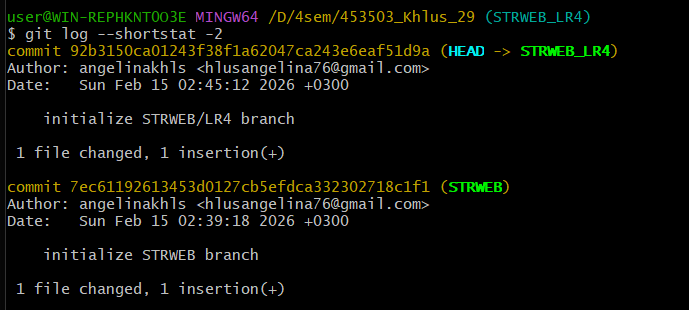 user@WIN-REPHKNTOO3E MINGW64 /D/4sem/453503_Khlus_29 (STRWEB_LR4)
$ git log --shortstat -2
commit 92b3150ca01243f38f1a62047ca243e6eaf51d9a (HEAD -> STRWEB_LR4)
Author: angelinakhls <hlusangelina76@gmail.com>
Date:   Sun Feb 15 02:45:12 2026 +0300
    initialize STRWEB/LR4 branch
 1 file changed, 1 insertion(+)
commit 7ec61192613453d0127cb5efdca332302718c1f1 (STRWEB)
Author: angelinakhls <hlusangelina76@gmail.com>
Date:   Sun Feb 15 02:39:18 2026 +0300
    initialize STRWEB branch
 1 file changed, 1 insertion(+)